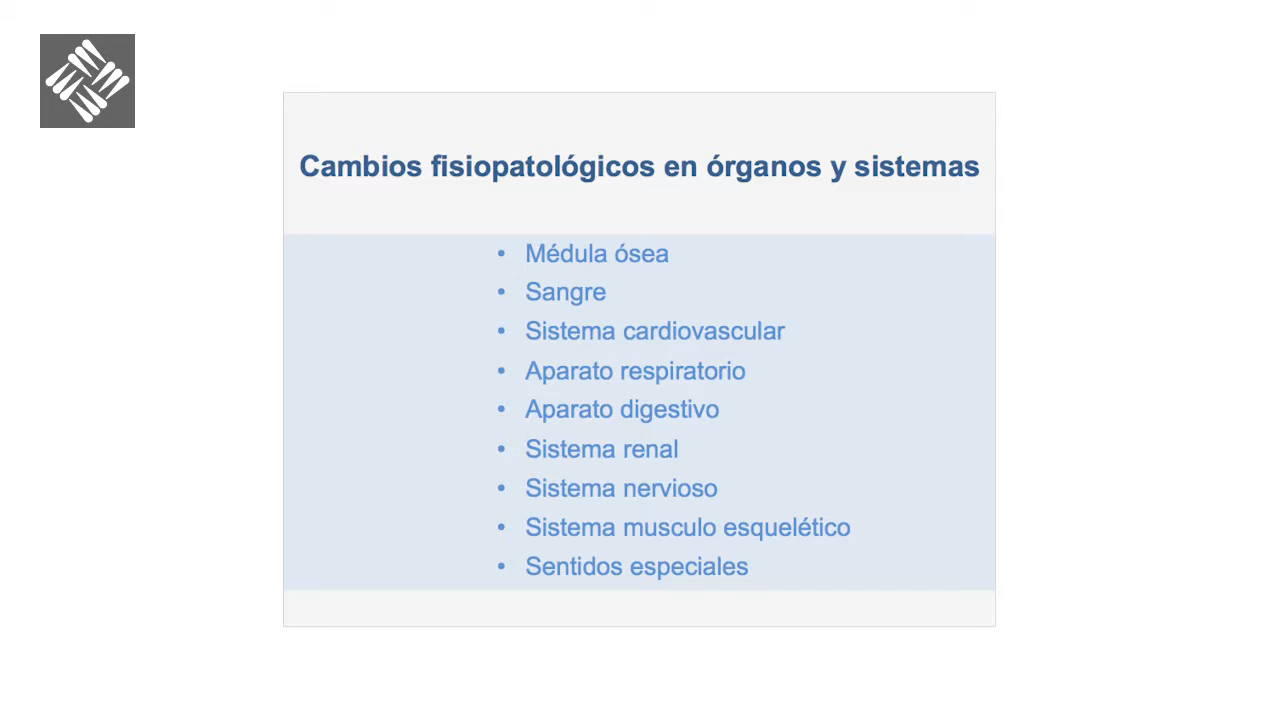 Cambios fisiopatológicos en órganos y sistemas
• Médula ósea
• Sangre
• Sistema cardiovascular
• Aparato respiratorio
• Aparato digestivo
• Sistema renal
• Sistema nervioso
• Sistema musculo esquelético
• Sentidos especiales